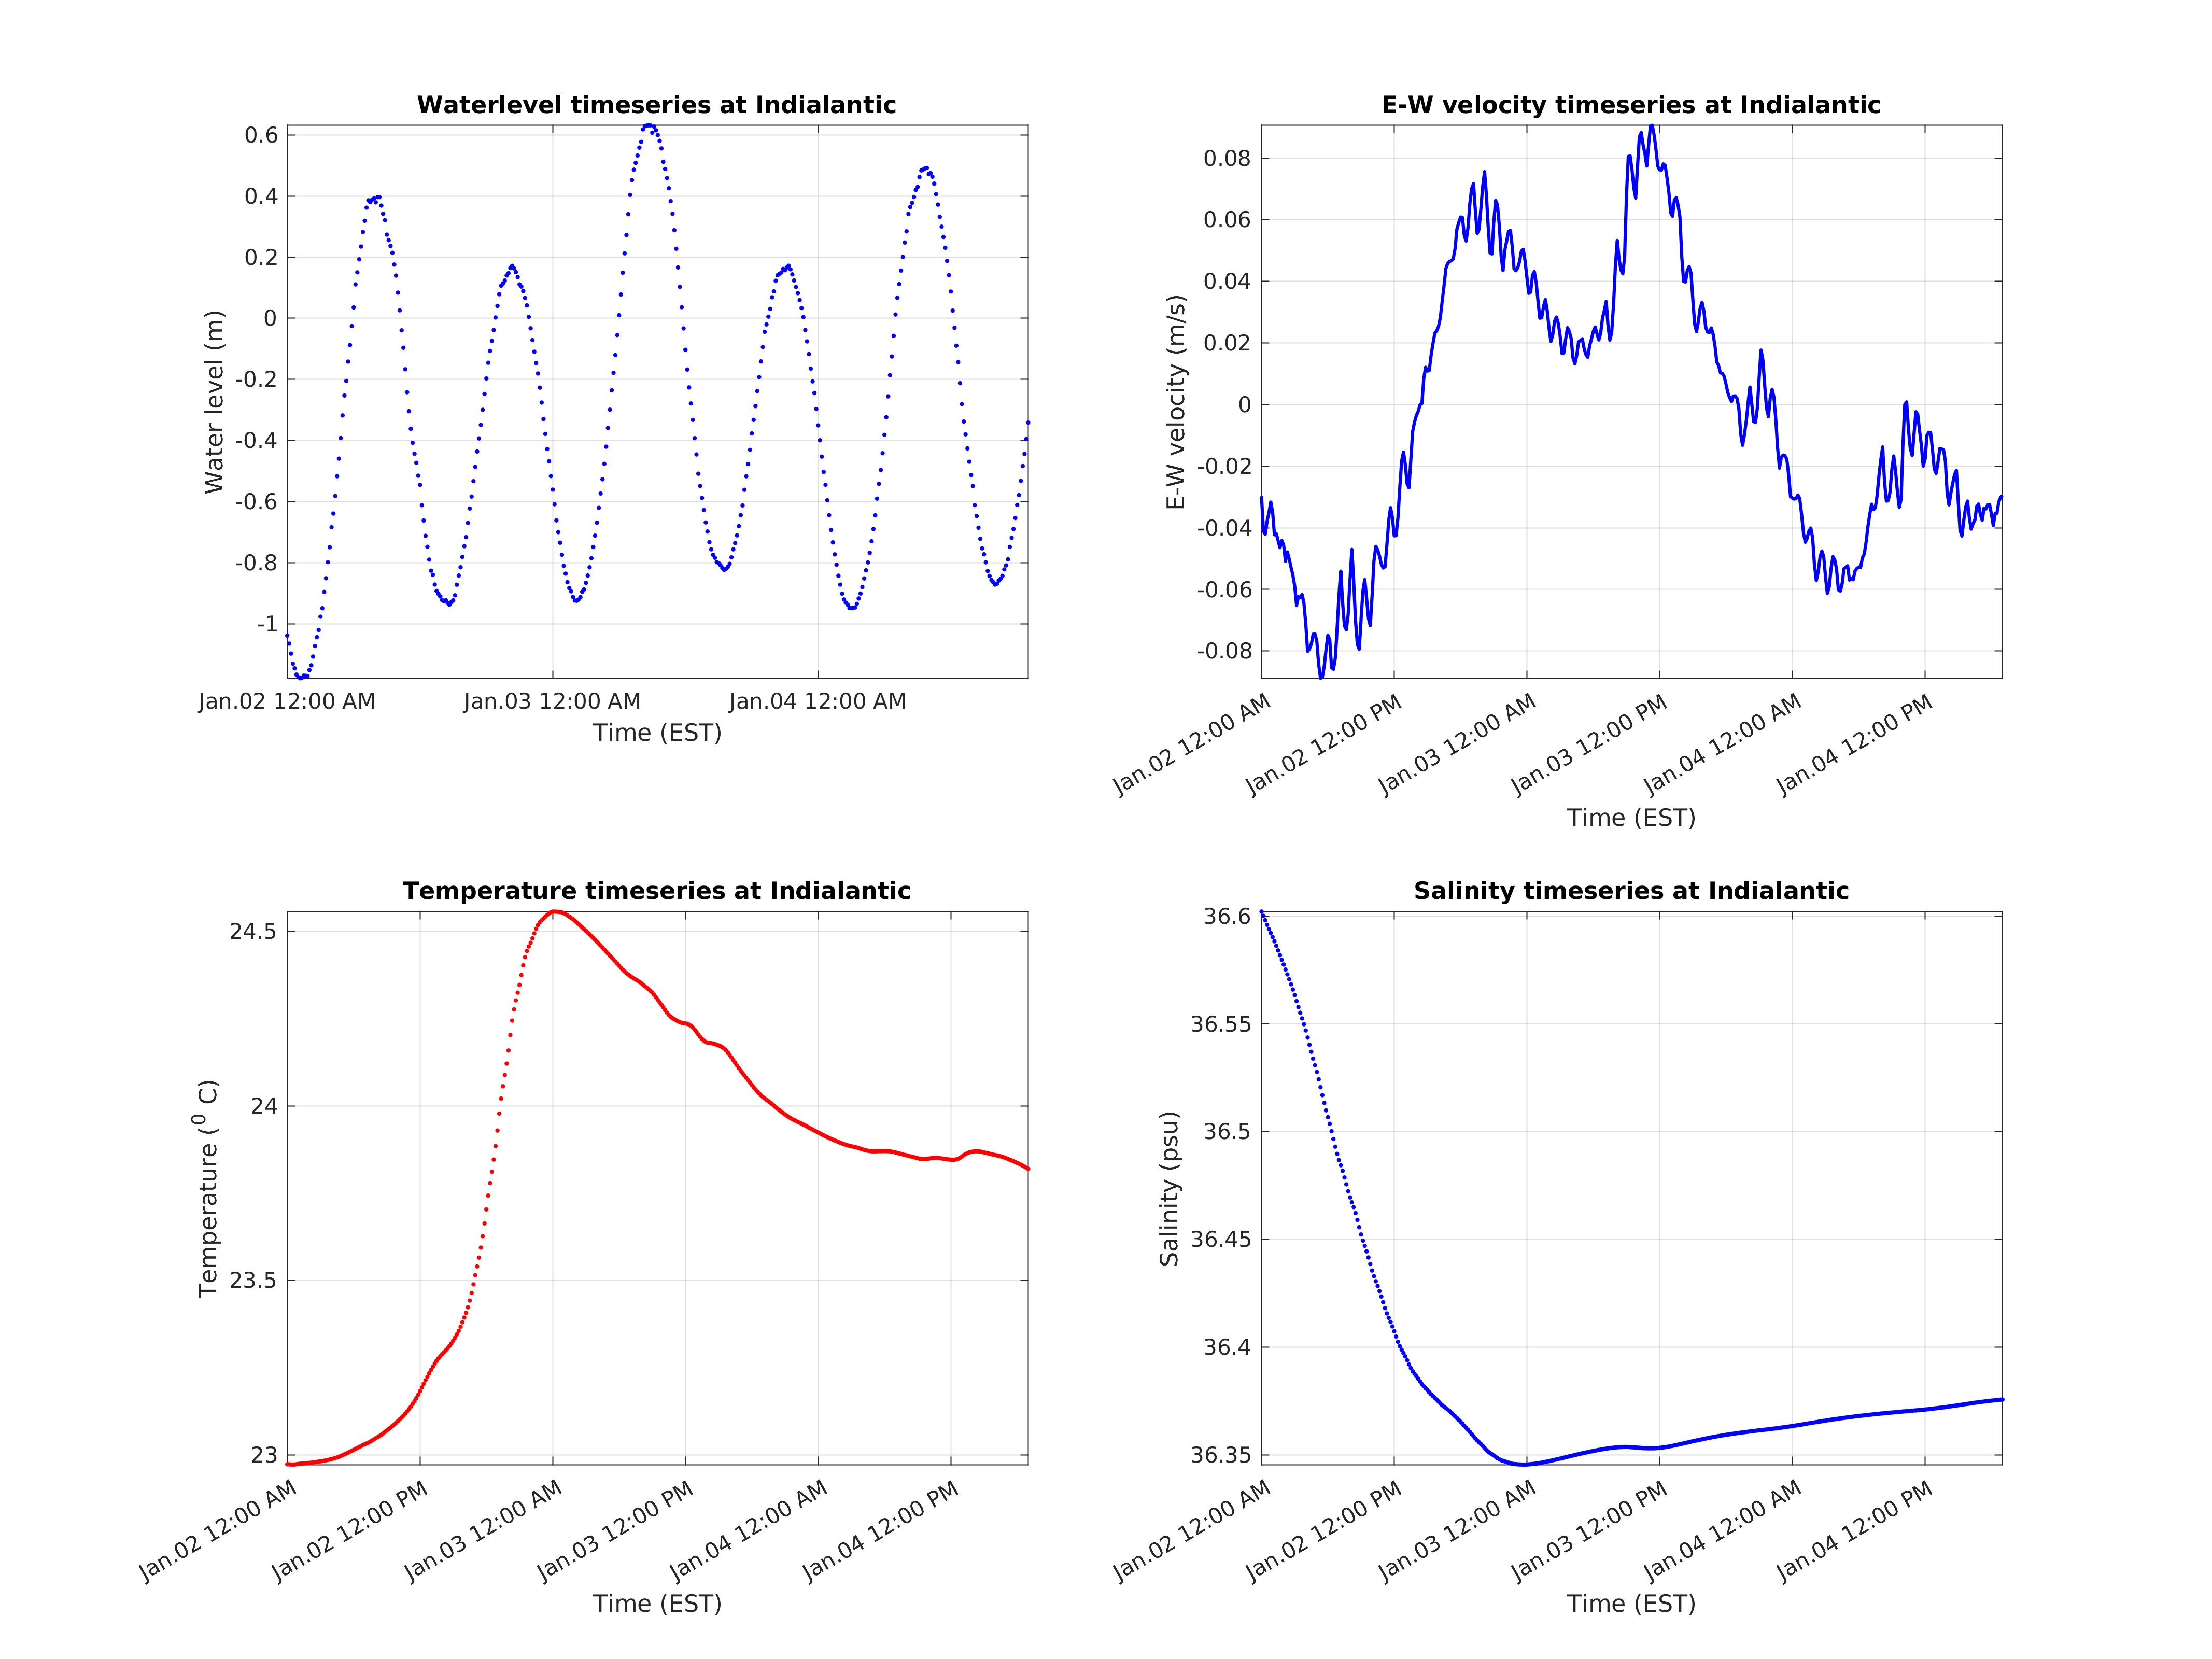 Waterlevel timeseries at Indialantic
0.6
0.4
0.2
0
-0.2
-0.4
-0.6
-0.8
-1
Water level (m)
Jan.02 12:00 AM
Jan.03 12:00 AM
Jan.04 12:00 AM
Time (EST)
E-W velocity timeseries at Indialantic
0.08
0.06
0.04
0.02
0
-0.02
-0.04
-0.06
-0.08
E-W velocity (m/s)
Jan.02 12:00 AM
Jan.02 12:00 PM
Jan.03 12:00 AM
Jan.03 12:00 PM
Jan.04 12:00 AM
Jan.04 12:00 PM
Time (EST)
Temperature timeseries at Indialantic
24.5
24
23.5
23
Temperature (⁰ C)
Jan.02 12:00 AM
Jan.02 12:00 PM
Jan.03 12:00 AM
Jan.03 12:00 PM
Jan.04 12:00 AM
Jan.04 12:00 PM
Time (EST)
Salinity timeseries at Indialantic
36.6
36.55
36.5
36.45
36.4
36.35
Salinity (psu)
Jan.02 12:00 AM
Jan.02 12:00 PM
Jan.03 12:00 AM
Jan.03 12:00 PM
Jan.04 12:00 AM
Jan.04 12:00 PM
Time (EST)